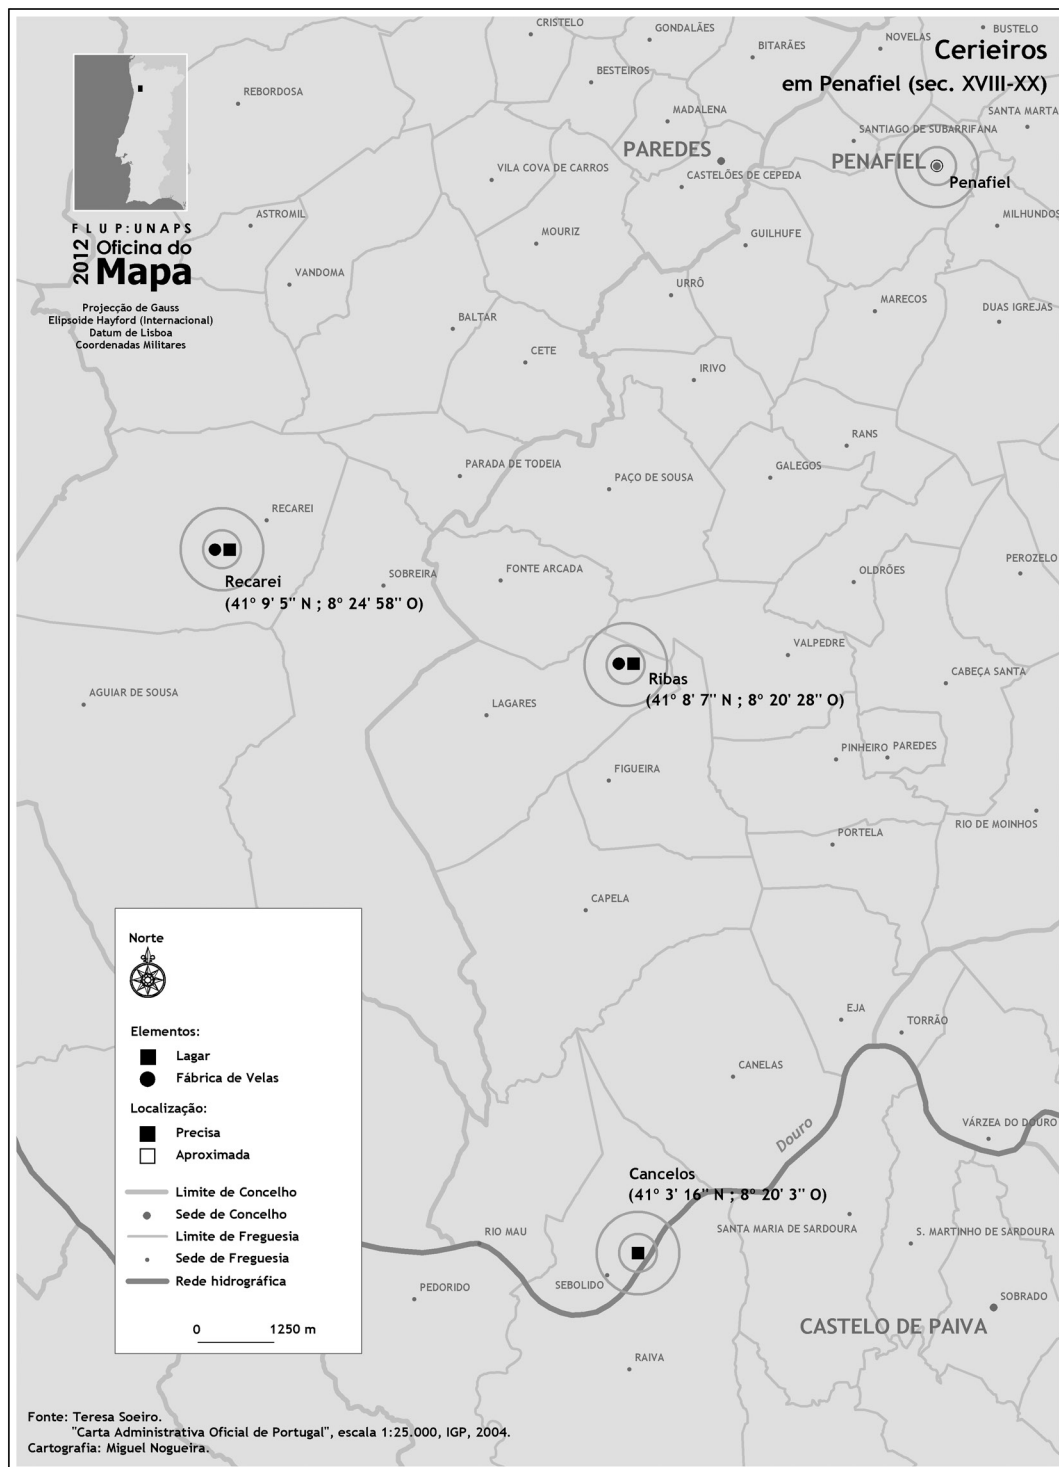 Cerieiros
em Penafiel (sec. XVIII-XX)
FLUP:UNAPS
2012
Oficina do
Mapa
Projecção de Gauss
Elipsoide Hayford (Internacional)
Datum de Lisboa
Coordenadas Militares
CRISTELO
GONDALÃES
BITARÃES
NOVELAS
BUSTELO
REBORDOSA
BESTEIROS
MADALENA
SANTA MARTA
SANTIAGO DE SUBARRIFANA
PAREDES
PENAFIEL
Penafiel
VILA COVA DE CARROS
CASTELÕES DE CEPEDA
ASTROMIL
MOURIZ
GUILHUFE
MILHUNDOS
VANDOMA
URRÔ
MARECOS
DUAS IGREJAS
BALTAR
CETE
IRIVO
RANS
PARADA DE TODEIA
PAÇO DE SOUSA
GALEGOS
RECAREI
Recarei
(41º 9' 5'' N ; 8º 24' 58'' O)
SOBREIRA
FONTE ARCADA
OLDRÕES
PEROZELO
VALPEDRE
CABEÇA SANTA
Ribas
(41º 8' 7'' N ; 8º 20' 28'' O)
AGUIAR DE SOUSA
LAGARES
PINHEIRO
PAREDES
FIGUEIRA
PORTELA
RIO DE MOINHOS
CAPELA
EJA
TORRÃO
CANELAS
Douro
VÁRZEA DO DOURO
Cancelos
(41º 3' 16'' N ; 8º 20' 3'' O)
RIO MAU
SANTA MARIA DE SARDOURA
S. MARTINHO DE SARDOURA
PEDORIDO
SEBOLIDO
SOBRADO
CASTELO DE PAIVA
RAIVA
Norte
Elementos:
Lagar
Fábrica de Velas
Localização:
Precisa
Aproximada
Limite de Concelho
Sede de Concelho
Limite de Freguesia
Sede de Freguesia
Rede hidrográfica
0 1250 m
Fonte: Teresa Soeiro.
"Carta Administrativa Oficial de Portugal", escala 1:25.000, IGP, 2004.
Cartografia: Miguel Nogueira.